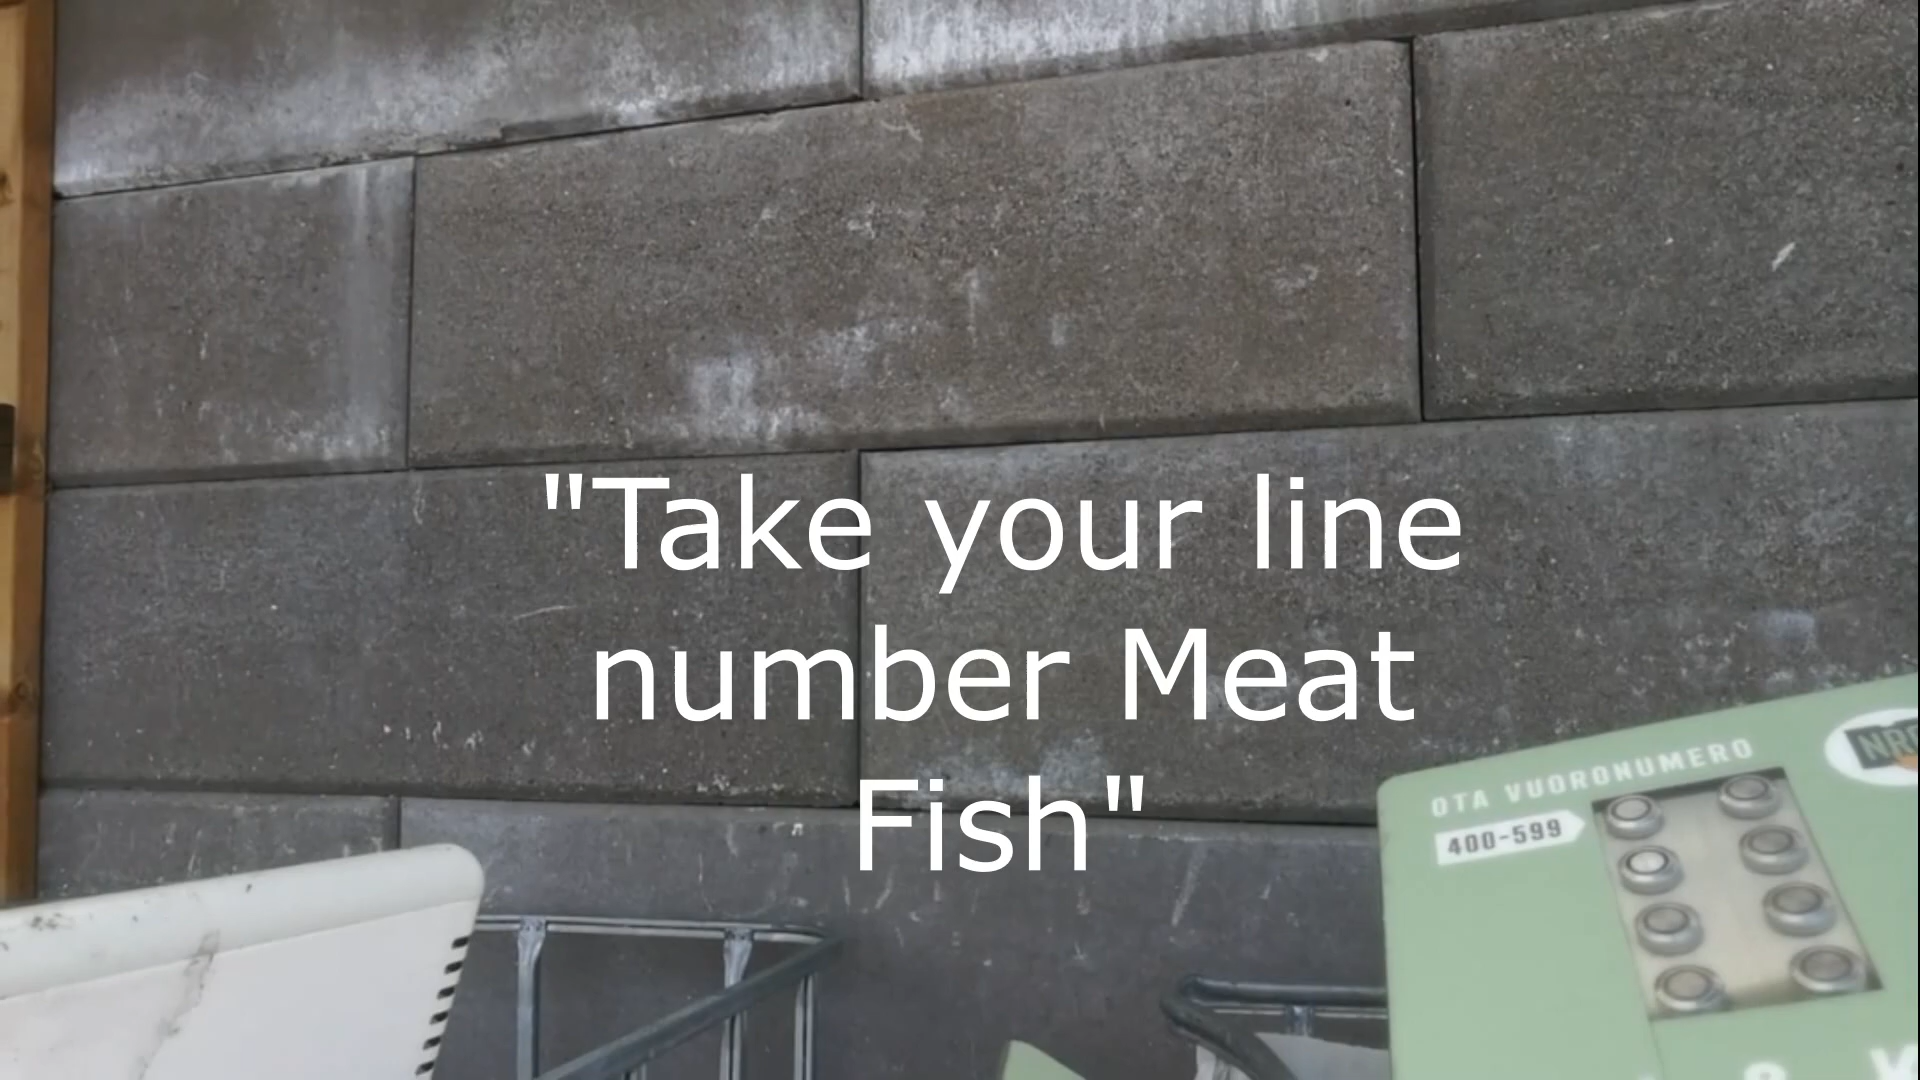 "Take your line
number Meat
Fish"
OTA VUORONUMERO
400-599
&